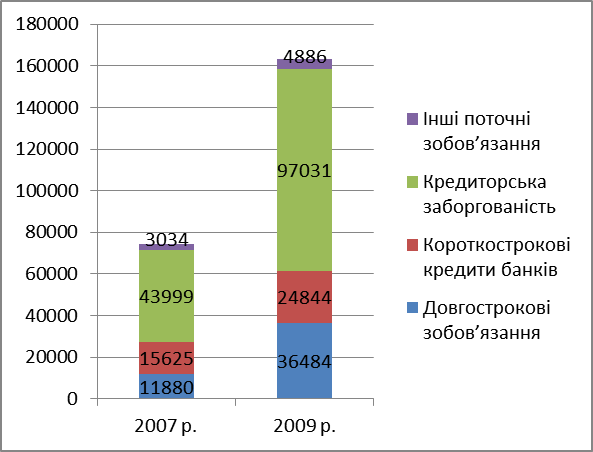 180000
160000
140000
120000
100000
80000
60000
40000
20000
0
3034
43999
15625
11880
4886
97031
24844
36484
2007 р.
2009 р.
Інші поточні
зобов’язання
Кредиторська
заборгованість
Короткострокові
кредити банків
Довгострокові
зобов’язання